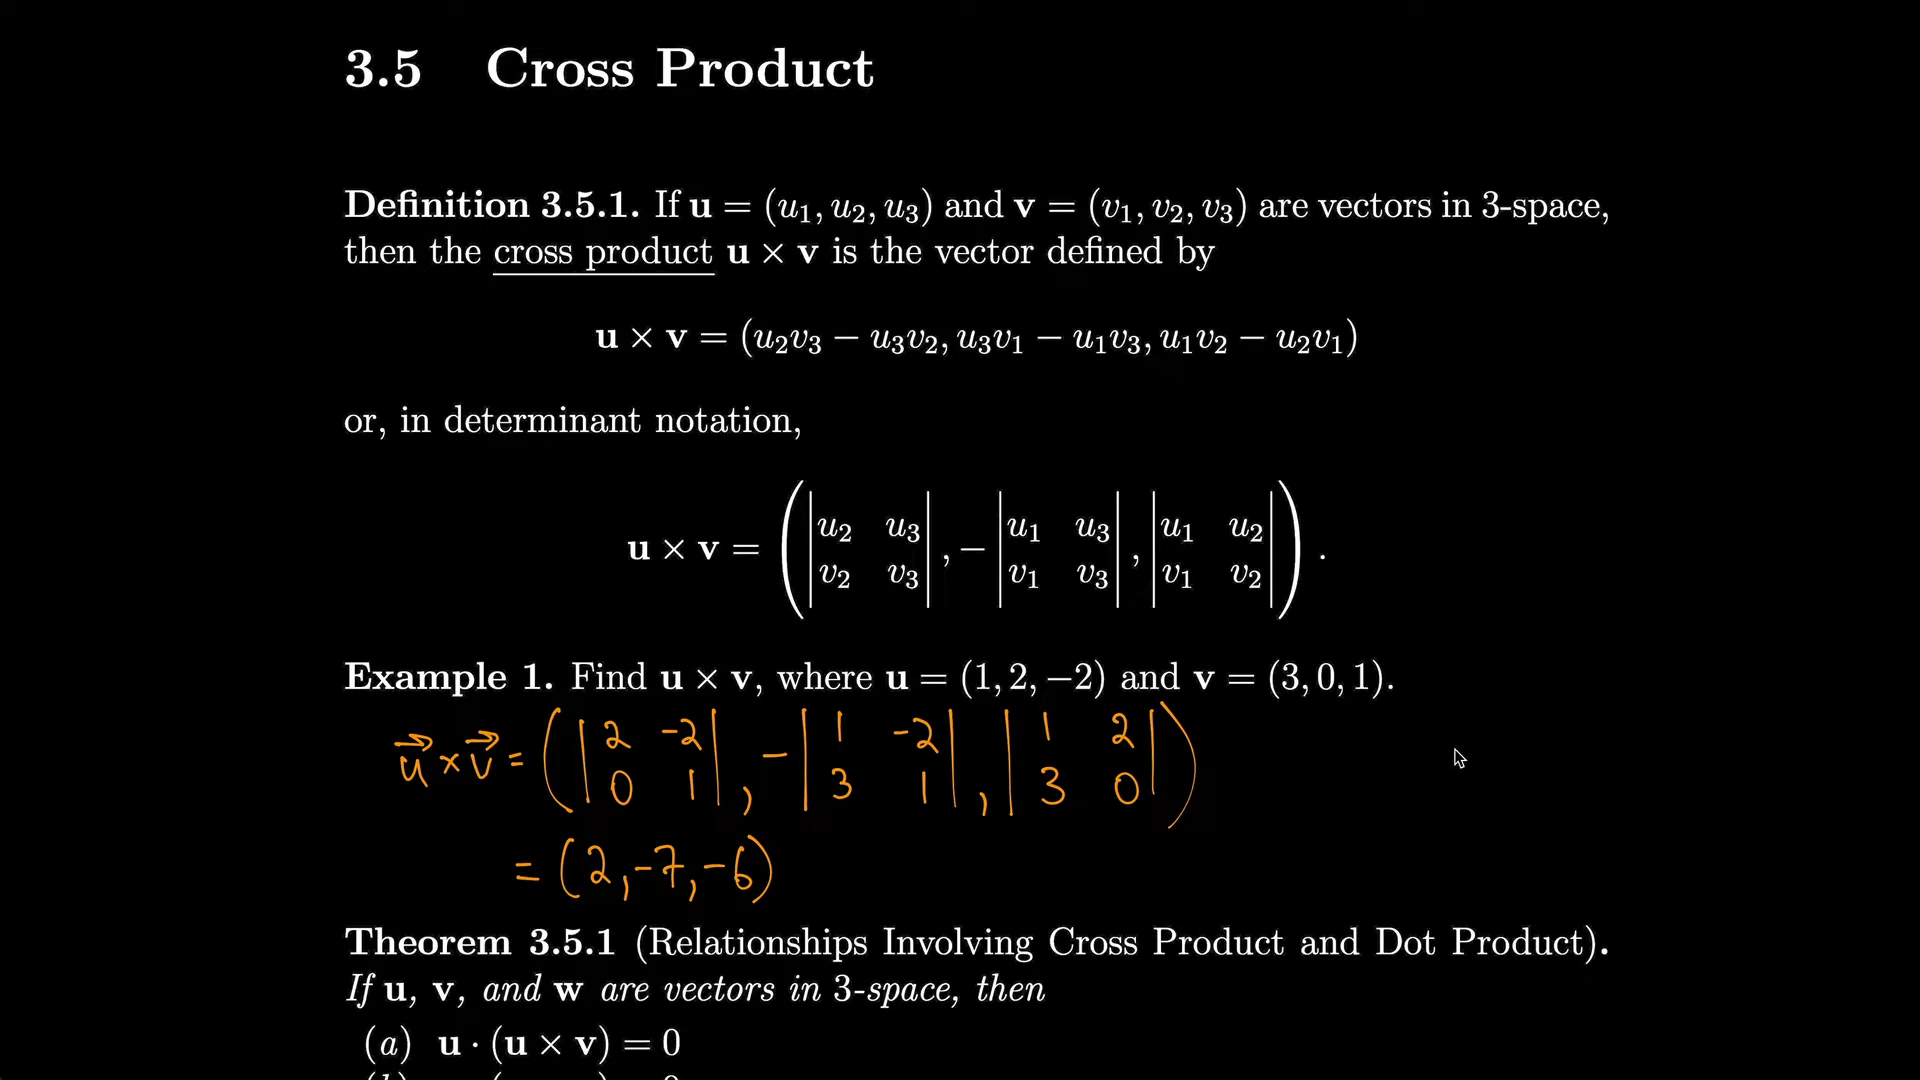 3.5 Cross Product
Definition 3.5.1. If u = (u₁, u₂, u₃) and v = (v₁, v₂, v₃) are vectors in 3-space,
then the cross product u × v is the vector defined by
u × v = (u₂v₃ − u₃v₂, u₃v₁ − u₁v₃, u₁v₂ − u₂v₁)
or, in determinant notation,
u × v = ( | u₂ u₃ ; v₂ v₃ | , − | u₁ u₃ ; v₁ v₃ | , | u₁ u₂ ; v₁ v₂ | ) .
Example 1. Find u × v, where u = (1, 2, −2) and v = (3, 0, 1).
u⃗ × v⃗ = ( | 2 -2 ; 0 1 | , - | 1 -2 ; 3 1 | , | 1 2 ; 3 0 | )
= (2, -7, -6)
Theorem 3.5.1 (Relationships Involving Cross Product and Dot Product).
If u, v, and w are vectors in 3-space, then
(a) u · (u × v) = 0